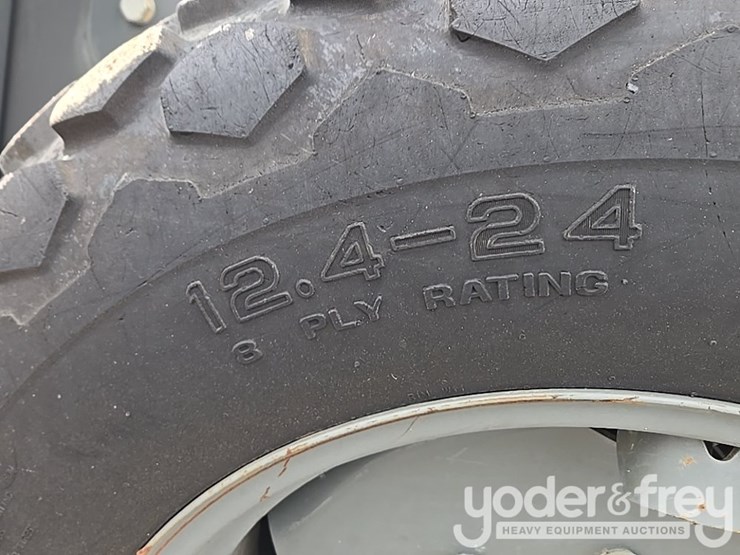 12.4-24
8 PLY RATING
yoder&frey
HEAVY EQUIPMENT AUCTIONS